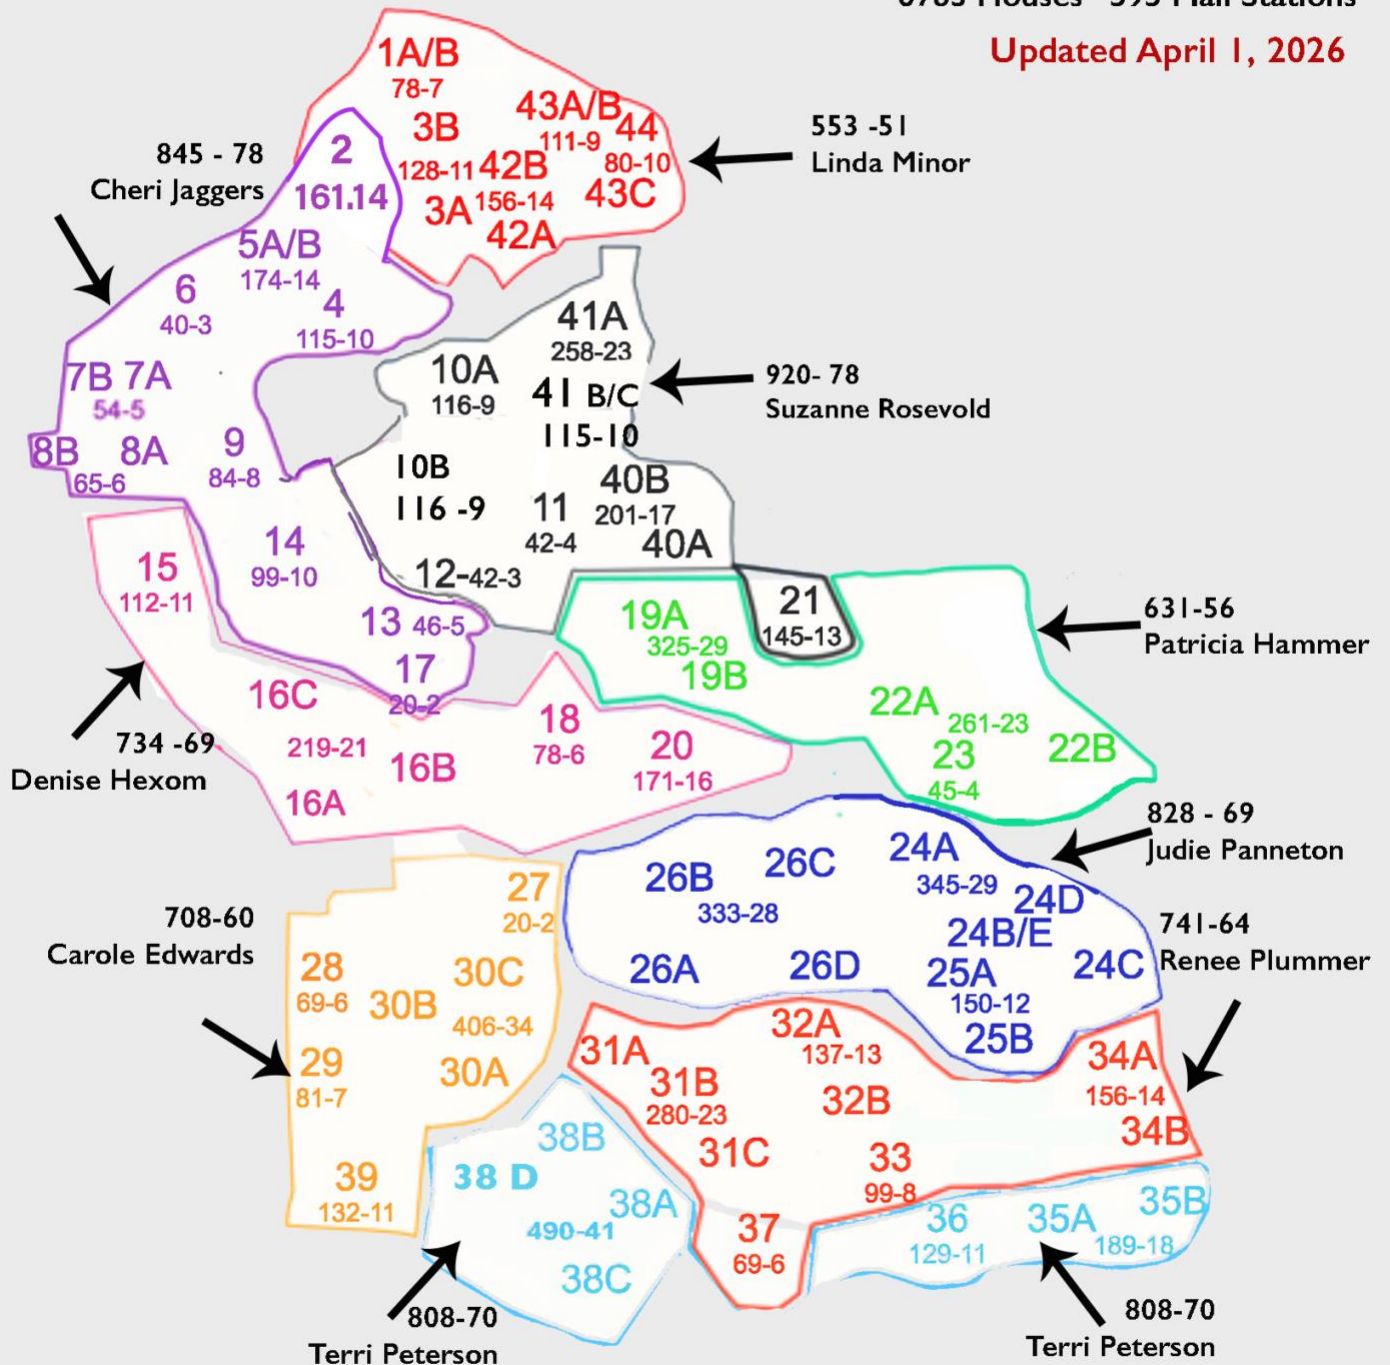 6783 Houses - 595 Mail Stations
Updated April 1, 2026
1A/B
78-7
43A/B
44
3B
111-9
80-10
128-11
42B
43C
3A
156-14
42A
553 -51
Linda Minor
845 - 78
Cheri Jaggers
2
161.14
5A/B
174-14
6
40-3
4
115-10
7B 7A
54-5
8B
8A
65-6
9
84-8
14
99-10
13 46-5
17
20-2
41A
258-23
10A
116-9
41 B/C
115-10
10B
116 -9
40B
201-17
11
42-4
40A
12-42-3
21
145-13
920- 78
Suzanne Rosevold
15
112-11
16C
219-21
16B
16A
18
78-6
20
171-16
734 -69
Denise Hexom
19A
325-29
19B
22A
261-23
23
45-4
22B
631-56
Patricia Hammer
26B
26C
333-28
26A
26D
24A
345-29
24D
24B/E
24C
25A
150-12
25B
828 - 69
Judie Panneton
27
20-2
28
69-6
30C
30B
406-34
29
81-7
30A
39
132-11
708-60
Carole Edwards
741-64
Renee Plummer
31A
31B
280-23
31C
32A
137-13
32B
33
99-8
34A
156-14
34B
37
69-6
38B
38 D
38A
490-41
38C
808-70
Terri Peterson
36
129-11
35A
35B
189-18
808-70
Terri Peterson